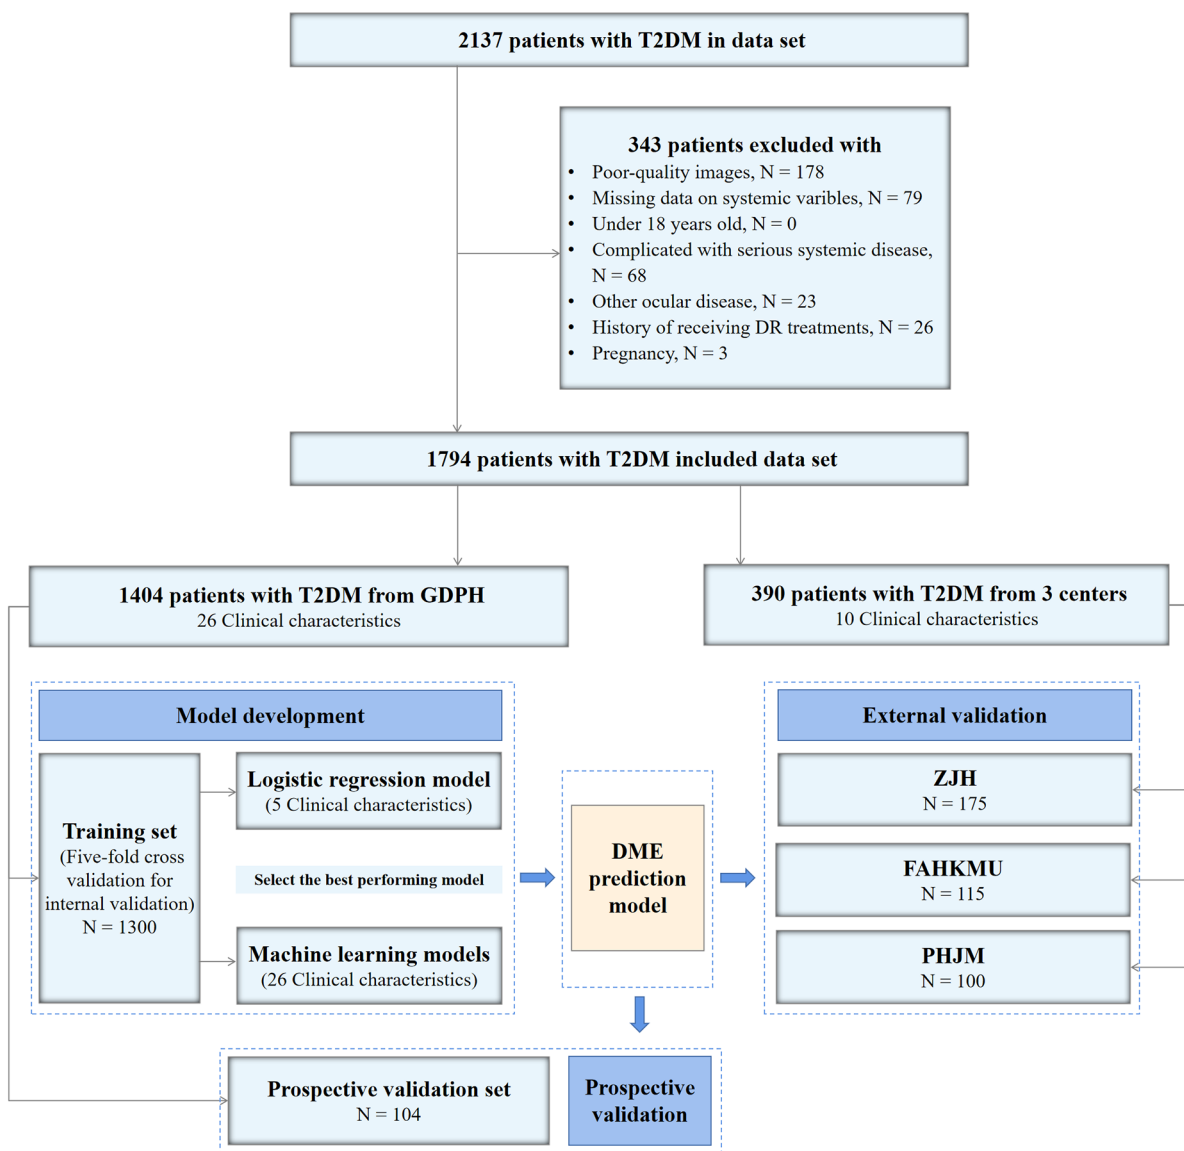 2137 patients with T2DM in data set
343 patients excluded with
• Poor-quality images, N = 178
• Missing data on systemic varibles, N = 79
• Under 18 years old, N = 0
• Complicated with serious systemic disease,
N = 68
• Other ocular disease, N = 23
• History of receiving DR treatments, N = 26
• Pregnancy, N = 3
1794 patients with T2DM included data set
1404 patients with T2DM from GDPH
26 Clinical characteristics
390 patients with T2DM from 3 centers
10 Clinical characteristics
Model development
Training set
(Five-fold cross
validation for
internal validation)
N = 1300
Logistic regression model
(5 Clinical characteristics)
Select the best performing model
Machine learning models
(26 Clinical characteristics)
DME
prediction
model
External validation
ZJH
N = 175
FAHKMU
N = 115
PHJM
N = 100
Prospective validation set
N = 104
Prospective
validation